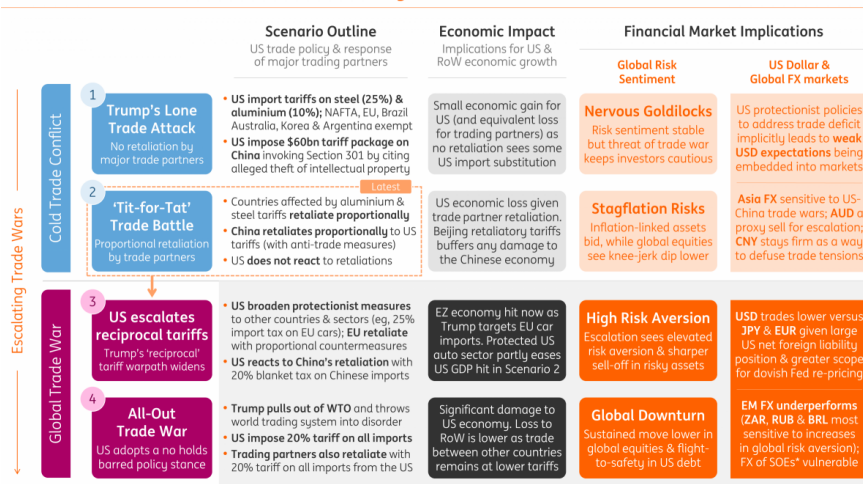 Scenario Outline
US trade policy & response
of major trading partners
Economic Impact
Implications for US &
RoW economic growth
Financial Market Implications
Global Risk
Sentiment
US Dollar &
Global FX markets
Escalating Trade Wars
Cold Trade Conflict
1
Trump's Lone
Trade Attack
No retaliation by
major trade partners
• US import tariffs on steel (25%) &
aluminium (10%); NAFTA, EU, Brazil
Australia, Korea & Argentina exempt
• US impose $60bn tariff package on
China invoking Section 301 by citing
alleged theft of intellectual property
Small economic gain for
US (and equivalent loss
for trading partners) as
no retaliation sees some
US import substitution
Nervous Goldilocks
Risk sentiment stable
but threat of trade war
keeps investors cautious
US protectionist policies
to address trade deficit
implicitly leads to weak
USD expectations being
embedded into markets
Latest
2
'Tit-for-Tat'
Trade Battle
Proportional retaliation
by trade partners
• Countries affected by aluminium &
steel tariffs retaliate proportionally
• China retaliates proportionally to US
tariffs (with anti-trade measures)
• US does not react to retaliations
US economic loss given
trade partner retaliation.
Beijing retaliatory tariffs
buffers any damage to
the Chinese economy
Stagflation Risks
Inflation-linked assets
bid, while global equities
see knee-jerk dip lower
Asia FX sensitive to US-
China trade wars; AUD a
proxy sell for escalation;
CNY stays firm as a way
to defuse trade tensions
Global Trade War
3
US escalates
reciprocal tariffs
Trump's 'reciprocal'
tariff warpath widens
• US broaden protectionist measures
to other countries & sectors (eg, 25%
import tax on EU cars); EU retaliate
with proportional countermeasures
• US reacts to China's retaliation with
20% blanket tax on Chinese imports
EZ economy hit now as
Trump targets EU car
imports. Protected US
auto sector partly eases
US GDP hit in Scenario 2
High Risk Aversion
Escalation sees elevated
risk aversion & sharper
sell-off in risky assets
USD trades lower versus
JPY & EUR given large
US net foreign liability
position & greater scope
for dovish Fed re-pricing
4
All-Out
Trade War
US adopts a no holds
barred policy stance
• Trump pulls out of WTO and throws
world trading system into disorder
• US impose 20% tariff on all imports
• Trading partners also retaliate with
20% tariff on all imports from the US
Significant damage to
US economy. Loss to
RoW is lower as trade
between other countries
remains at lower tariffs
Global Downturn
Sustained move lower in
global equities & flight-
to-safety in US debt
EM FX underperforms
(ZAR, RUB & BRL most
sensitive to increases
in global risk aversion);
FX of SOEs* vulnerable